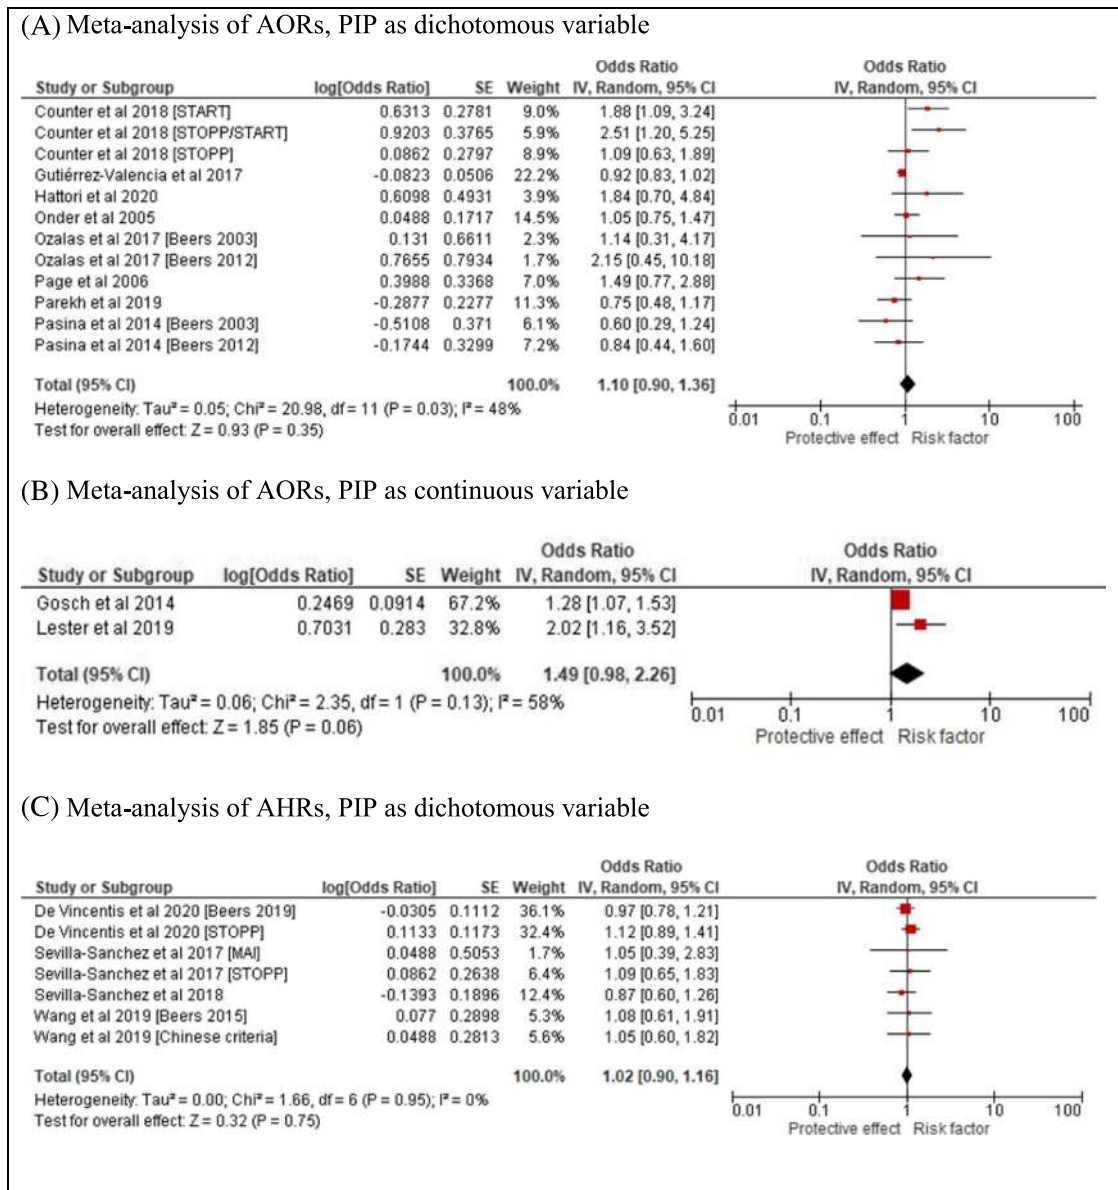 (A) Meta-analysis of AORs, PIP as dichotomous variable
Odds Ratio Odds Ratio
Study or Subgroup log[Odds Ratio] SE Weight IV, Random, 95% CI IV, Random, 95% CI
Counter et al 2018 [START] 0.6313 0.2781 9.0% 1.88 [1.09, 3.24]
Counter et al 2018 [STOPP/START] 0.9203 0.3765 5.9% 2.51 [1.20, 5.25]
Counter et al 2018 [STOPP] 0.0862 0.2797 8.9% 1.09 [0.63, 1.89]
Gutiérrez-Valencia et al 2017 -0.0823 0.0506 22.2% 0.92 [0.83, 1.02]
Hattori et al 2020 0.6098 0.4931 3.9% 1.84 [0.70, 4.84]
Onder et al 2005 0.0488 0.1717 14.5% 1.05 [0.75, 1.47]
Ozalas et al 2017 [Beers 2003] 0.131 0.6611 2.3% 1.14 [0.31, 4.17]
Ozalas et al 2017 [Beers 2012] 0.7655 0.7934 1.7% 2.15 [0.45, 10.18]
Page et al 2006 0.3988 0.3368 7.0% 1.49 [0.77, 2.88]
Parekh et al 2019 -0.2877 0.2277 11.3% 0.75 [0.48, 1.17]
Pasina et al 2014 [Beers 2003] -0.5108 0.371 6.1% 0.60 [0.29, 1.24]
Pasina et al 2014 [Beers 2012] -0.1744 0.3299 7.2% 0.84 [0.44, 1.60]
Total (95% CI) 100.0% 1.10 [0.90, 1.36]
Heterogeneity: Tau² = 0.05; Chi² = 20.98, df = 11 (P = 0.03); I² = 48%
Test for overall effect: Z = 0.93 (P = 0.35)
0.01 0.1 1 10 100
Protective effect Risk factor
(B) Meta-analysis of AORs, PIP as continuous variable
Odds Ratio Odds Ratio
Study or Subgroup log[Odds Ratio] SE Weight IV, Random, 95% CI IV, Random, 95% CI
Gosch et al 2014 0.2469 0.0914 67.2% 1.28 [1.07, 1.53]
Lester et al 2019 0.7031 0.283 32.8% 2.02 [1.16, 3.52]
Total (95% CI) 100.0% 1.49 [0.98, 2.26]
Heterogeneity: Tau² = 0.06; Chi² = 2.35, df = 1 (P = 0.13); I² = 58%
Test for overall effect: Z = 1.85 (P = 0.06)
0.01 0.1 1 10 100
Protective effect Risk factor
(C) Meta-analysis of AHRs, PIP as dichotomous variable
Odds Ratio Odds Ratio
Study or Subgroup log[Odds Ratio] SE Weight IV, Random, 95% CI IV, Random, 95% CI
De Vincentis et al 2020 [Beers 2019] -0.0305 0.1112 36.1% 0.97 [0.78, 1.21]
De Vincentis et al 2020 [STOPP] 0.1133 0.1173 32.4% 1.12 [0.89, 1.41]
Sevilla-Sanchez et al 2017 [MAI] 0.0488 0.5053 1.7% 1.05 [0.39, 2.83]
Sevilla-Sanchez et al 2017 [STOPP] 0.0862 0.2638 6.4% 1.09 [0.65, 1.83]
Sevilla-Sanchez et al 2018 -0.1393 0.1896 12.4% 0.87 [0.60, 1.26]
Wang et al 2019 [Beers 2015] 0.077 0.2898 5.3% 1.08 [0.61, 1.91]
Wang et al 2019 [Chinese criteria] 0.0488 0.2813 5.6% 1.05 [0.60, 1.82]
Total (95% CI) 100.0% 1.02 [0.90, 1.16]
Heterogeneity: Tau² = 0.00; Chi² = 1.66, df = 6 (P = 0.95); I² = 0%
Test for overall effect: Z = 0.32 (P = 0.75)
0.01 0.1 1 10 100
Protective effect Risk factor